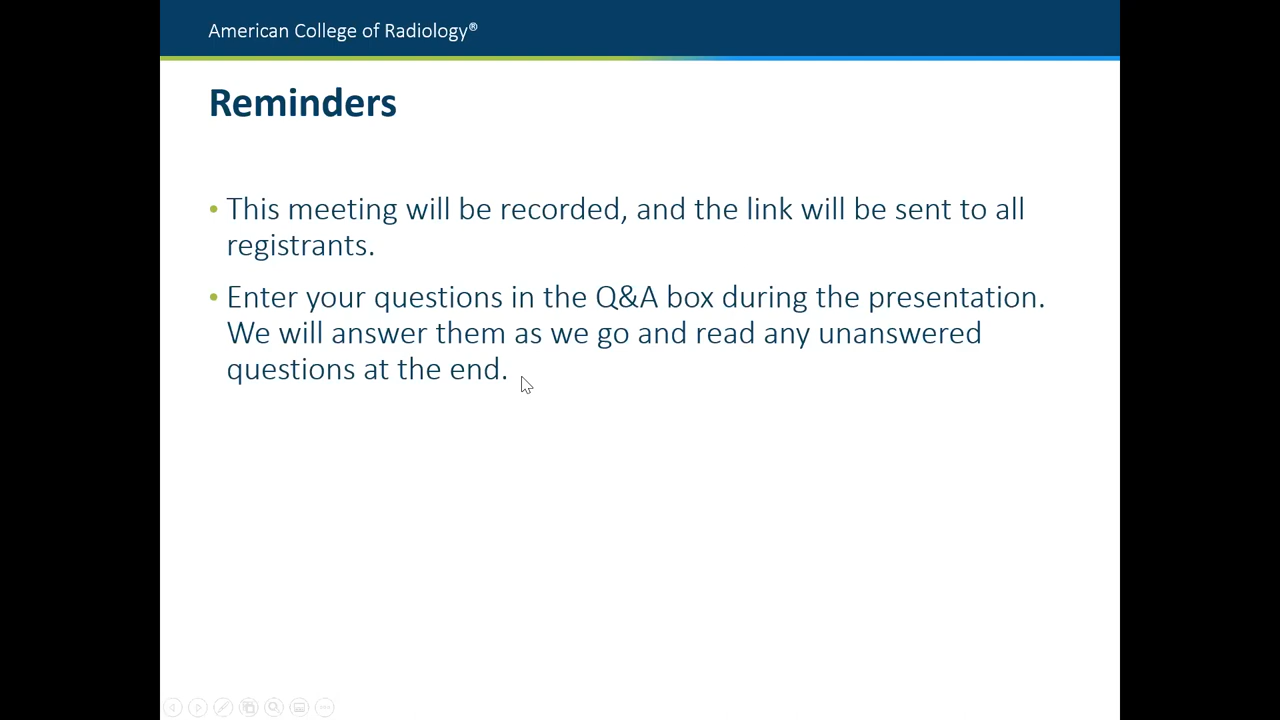 American College of Radiology®
Reminders
• This meeting will be recorded, and the link will be sent to all
registrants.
• Enter your questions in the Q&A box during the presentation.
We will answer them as we go and read any unanswered
questions at the end.